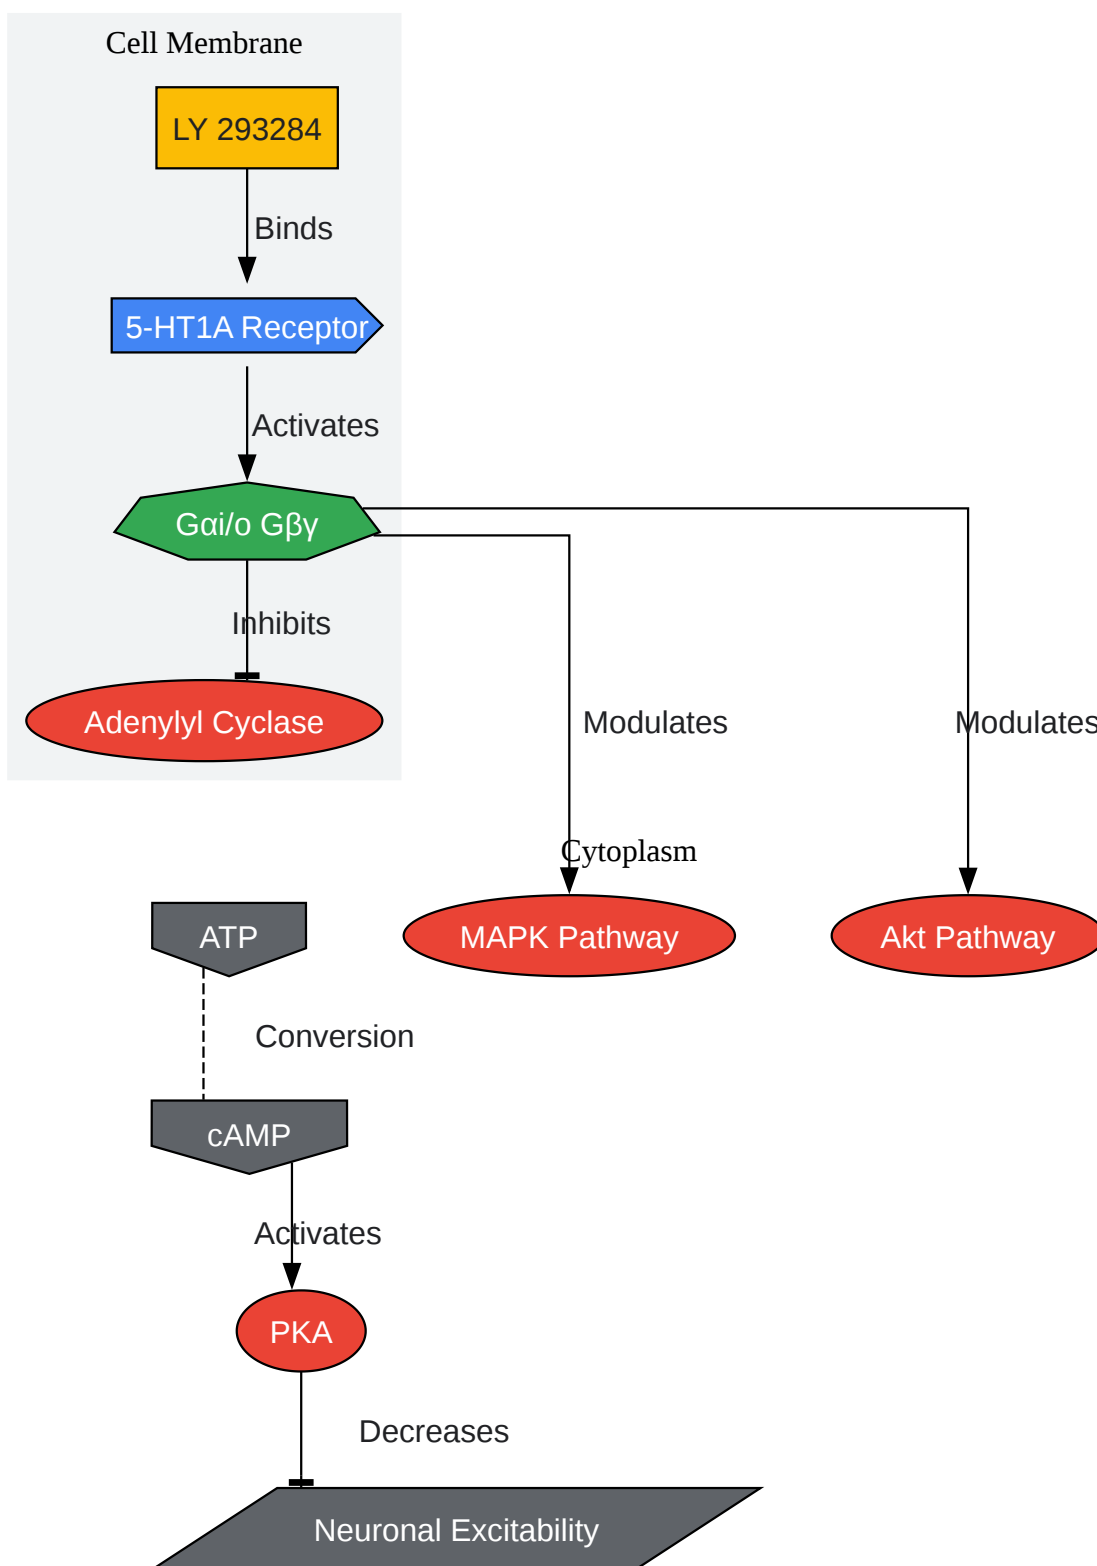 Cell Membrane
LY 293284
Binds
5-HT1A Receptor
Activates
Gαi/o Gβγ
Inhibits
Adenylyl Cyclase
Modulates
Modulates
Cytoplasm
ATP
MAPK Pathway
Akt Pathway
Conversion
cAMP
Activates
PKA
Decreases
Neuronal Excitability